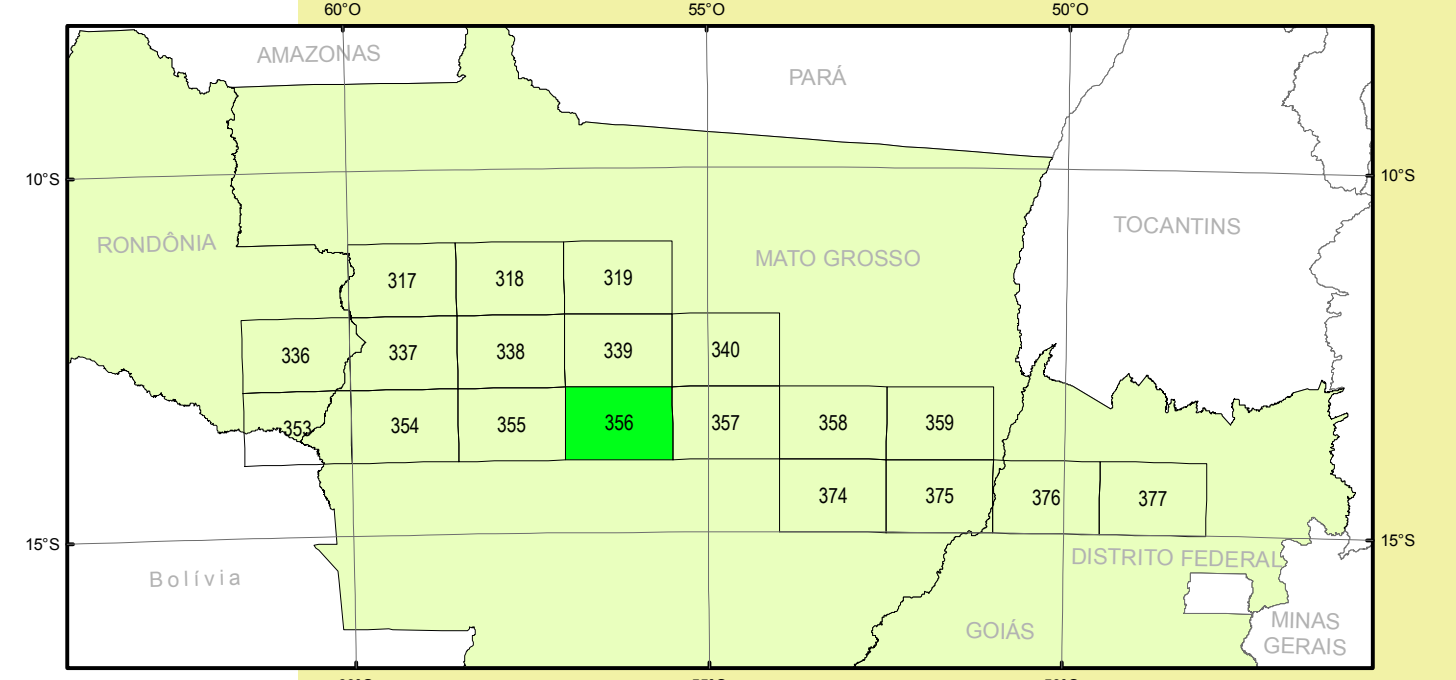 60°O 55°O 50°O
AMAZONAS
PARÁ
10°S 10°S
TOCANTINS
RONDÔNIA
MATO GROSSO
317 318 319
336 337 338 339 340
353 354 355 356 357 358 359
374 375 376 377
15°S 15°S
DISTRITO FEDERAL
Bolívia
GOIÁS
MINAS
GERAIS